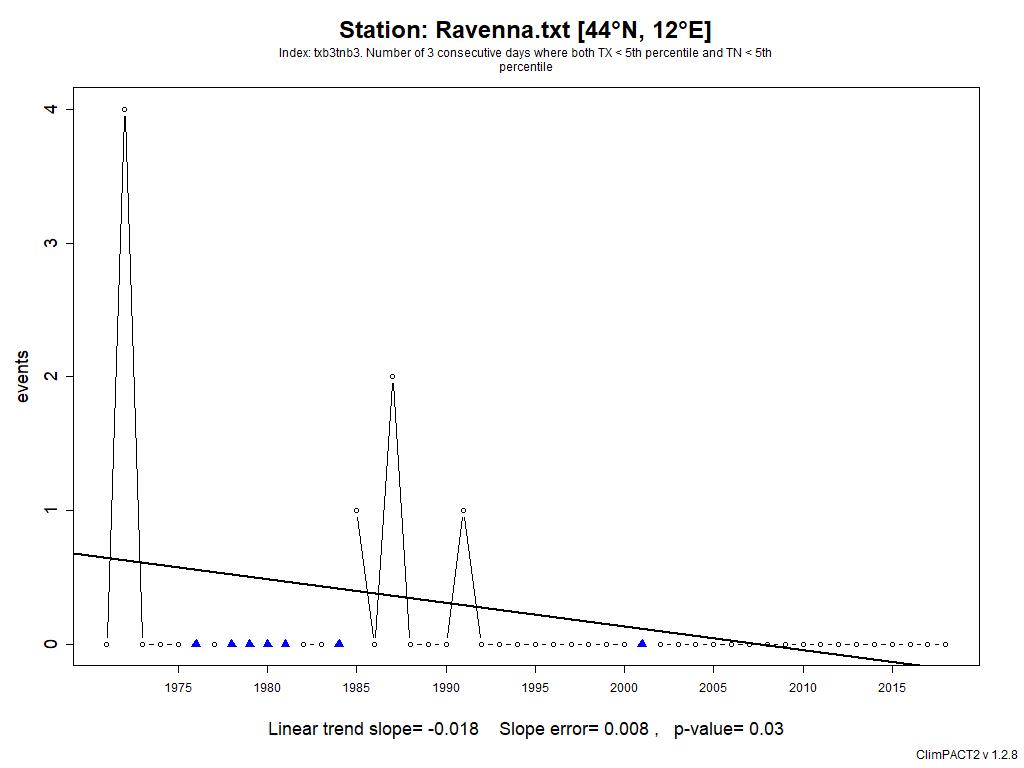 Station: Ravenna.txt [44°N, 12°E]
Index: txb3tnb3. Number of 3 consecutive days where both TX < 5th percentile and TN < 5th
percentile
4
3
2
1
0
events
1975 1980 1985 1990 1995 2000 2005 2010 2015
Linear trend slope= -0.018 Slope error= 0.008 , p-value= 0.03
ClimPACT2 v 1.2.8